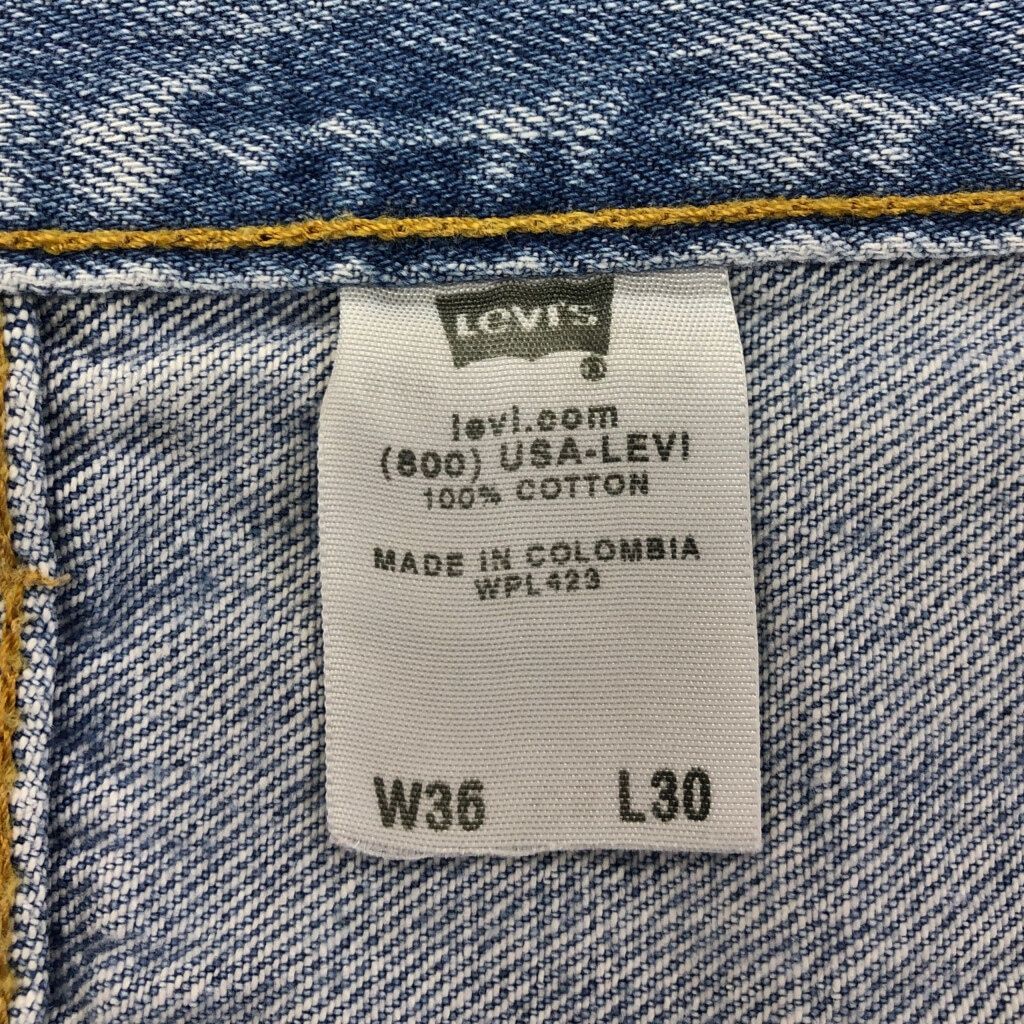 Levi's
®
levi.com
(800) USA-LEVI
100% COTTON
MADE IN COLOMBIA
WPL423
W36 L30